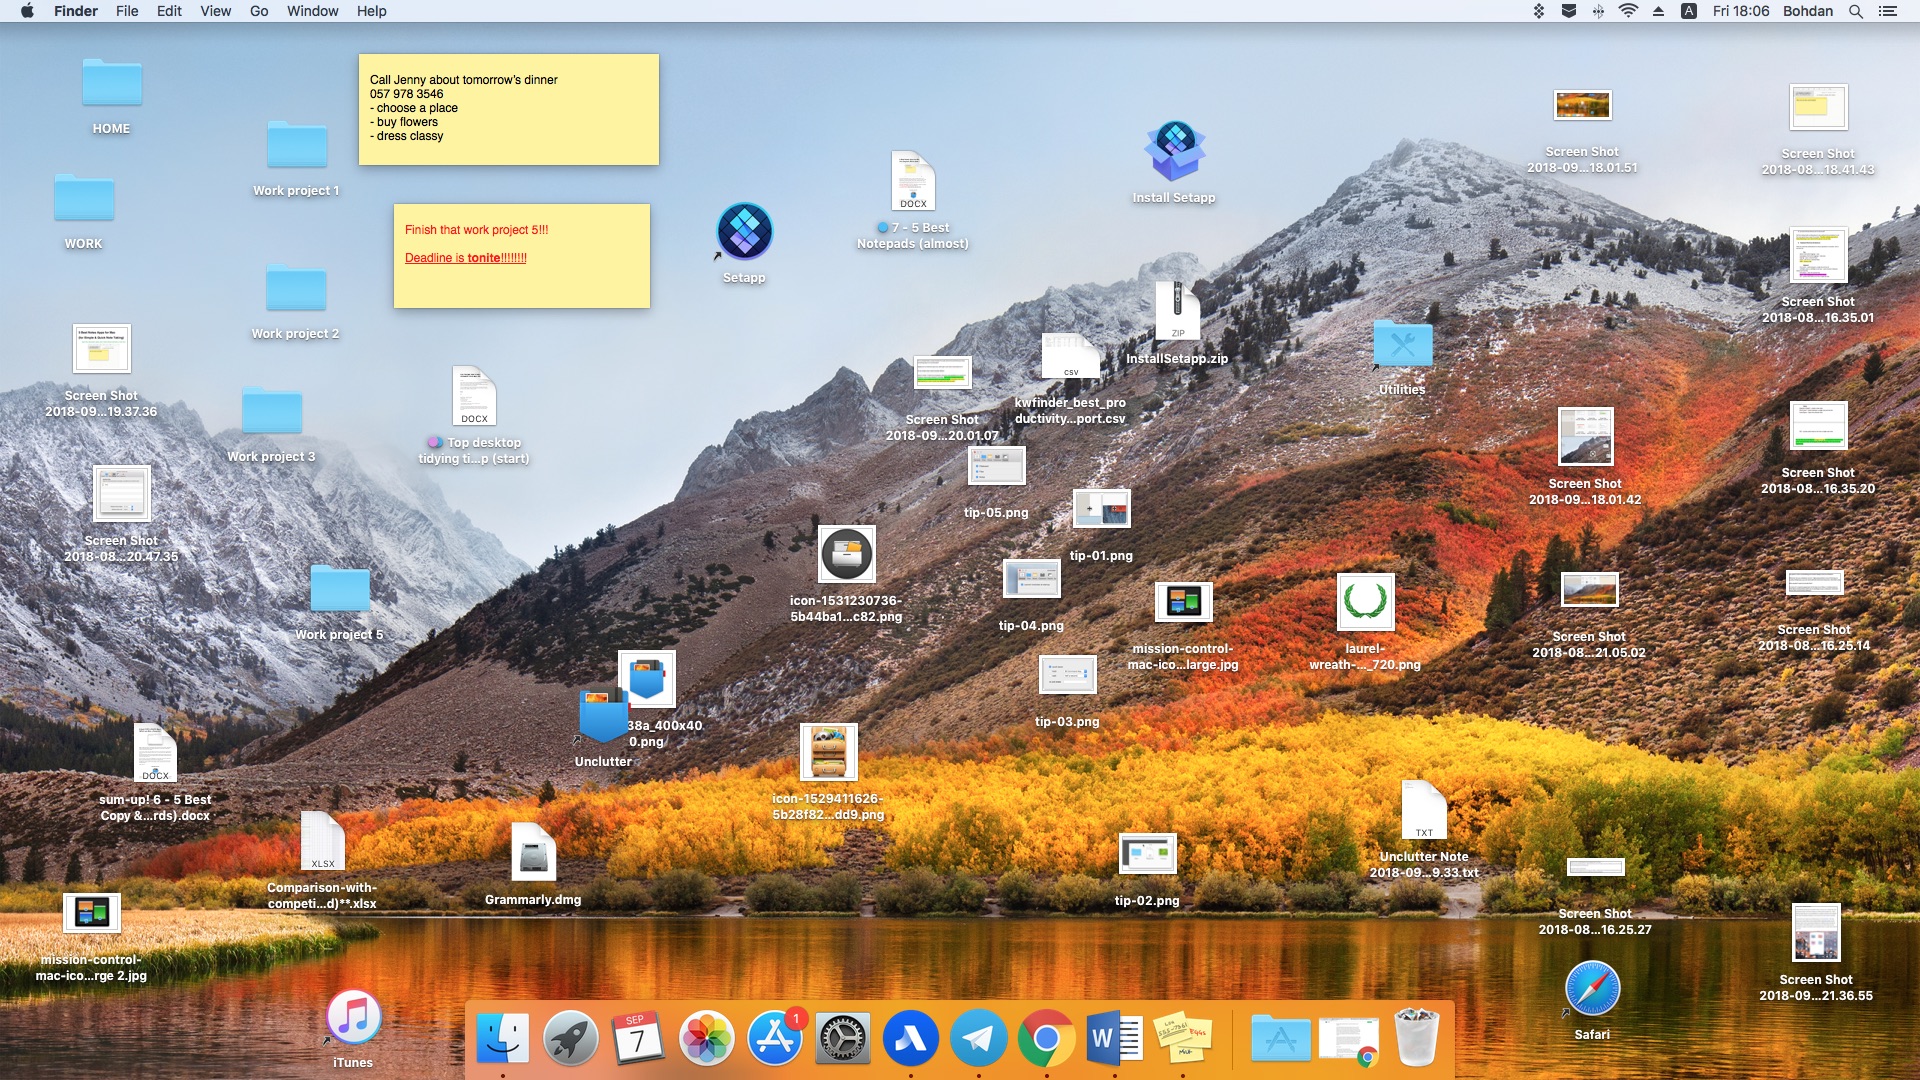 Finder File Edit View Go Window Help
A Fri 18:06 Bohdan
HOME
Work project 1
WORK
Work project 2
Call Jenny about tomorrow's dinner
057 978 3546
- choose a place
- buy flowers
- dress classy
Finish that work project 5!!!
Deadline is tonite!!!!!!!!
Setapp
DOCX
7 - 5 Best
Notepads (almost)
Install Setapp
Screen Shot
2018-09...18.01.51
Screen Shot
2018-08...18.41.43
Screen Shot
2018-08...16.35.01
ZIP
InstallSetapp.zip
Utilities
csv
kwfinder_best_pro
ductivity...port.csv
Screen Shot
2018-09...20.01.07
Screen Shot
2018-09...19.37.36
Work project 3
DOCX
Top desktop
tidying ti...p (start)
Screen Shot
2018-09...18.01.42
Screen Shot
2018-08...16.35.20
tip-05.png
tip-01.png
Screen Shot
2018-08...20.47.35
icon-1531230736-
5b44ba1...c82.png
tip-04.png
Work project 5
mission-control-
mac-ico...large.jpg
laurel-
wreath-..._720.png
Screen Shot
2018-08...21.05.02
Screen Shot
2018-08...16.25.14
tip-03.png
38a_400x40
0.png
Unclutter
DOCX
sum-up! 6 - 5 Best
Copy &...rds).docx
icon-1529411626-
5b28f82...dd9.png
TXT
Unclutter Note
2018-09...9.33.txt
XLSX
Comparison-with-
competi...d)**.xlsx
Grammarly.dmg
tip-02.png
Screen Shot
2018-08...16.25.27
mission-control-
mac-ico...rge 2.jpg
Screen Shot
2018-09...21.36.55
iTunes
Safari
SEP
7
1
W